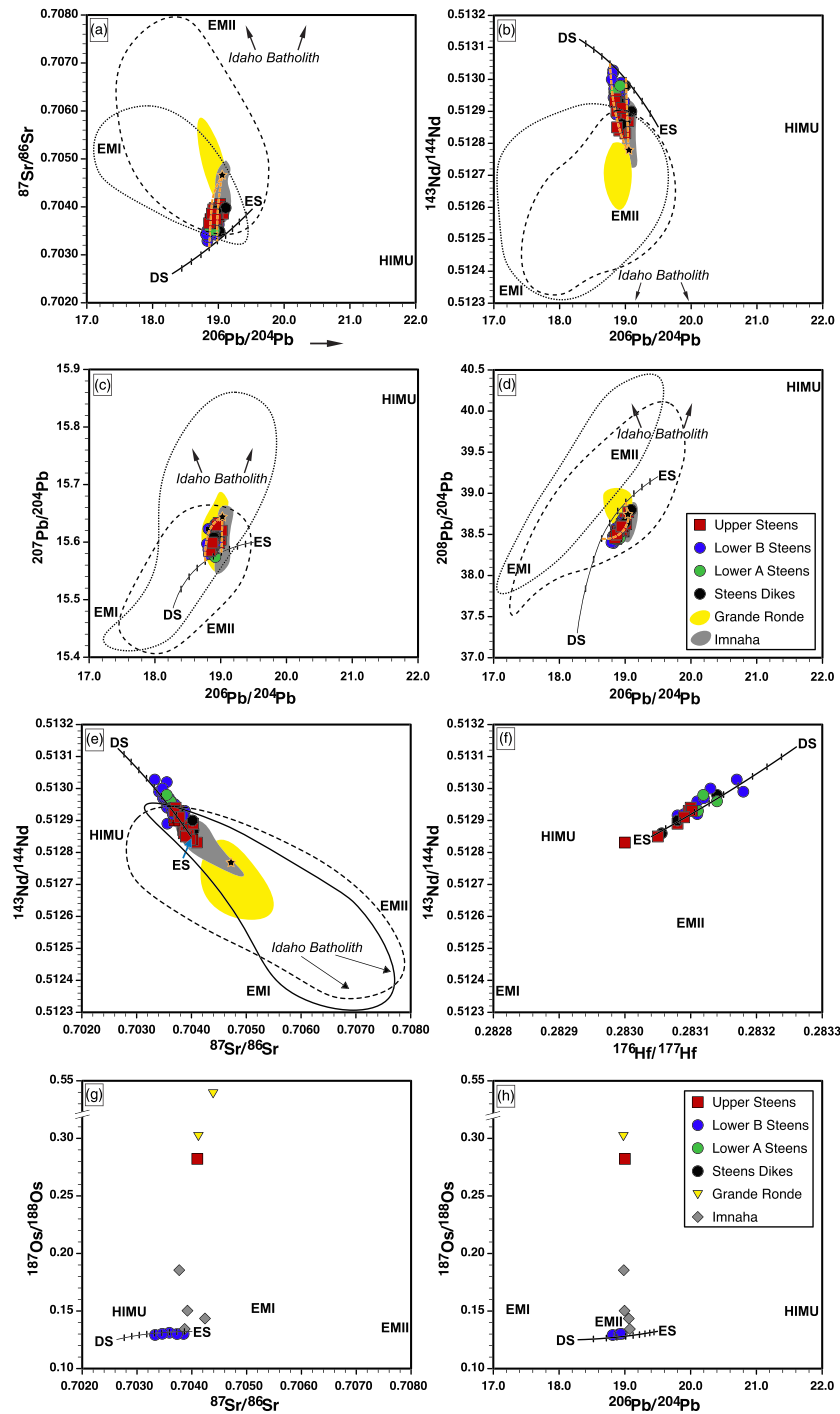 (a)
EMII
Idaho Batholith
EMI
ES
DS
HIMU
0.7080
0.7070
0.7060
0.7050
0.7040
0.7030
0.7020
87Sr/86Sr
17.0 18.0 19.0 20.0 21.0 22.0
206Pb/204Pb
(b)
DS
ES
HIMU
EMII
EMI
Idaho Batholith
0.5132
0.5131
0.5130
0.5129
0.5128
0.5127
0.5126
0.5125
0.5124
0.5123
143Nd/144Nd
17.0 18.0 19.0 20.0 21.0 22.0
206Pb/204Pb
(c)
HIMU
Idaho Batholith
ES
DS
EMI
EMII
15.9
15.8
15.7
15.6
15.5
15.4
207Pb/204Pb
17.0 18.0 19.0 20.0 21.0 22.0
206Pb/204Pb
(d)
HIMU
Idaho Batholith
EMII
ES
EMI
DS
40.5
40.0
39.5
39.0
38.5
38.0
37.5
37.0
208Pb/204Pb
17.0 18.0 19.0 20.0 21.0 22.0
206Pb/204Pb
Upper Steens
Lower B Steens
Lower A Steens
Steens Dikes
Grande Ronde
Imnaha
(e)
DS
HIMU
ES
EMII
Idaho Batholith
EMI
0.5132
0.5131
0.5130
0.5129
0.5128
0.5127
0.5126
0.5125
0.5124
0.5123
143Nd/144Nd
0.7020 0.7030 0.7040 0.7050 0.7060 0.7070 0.7080
87Sr/86Sr
(f)
DS
HIMU
ES
EMII
EMI
0.5132
0.5131
0.5130
0.5129
0.5128
0.5127
0.5126
0.5125
0.5124
0.5123
143Nd/144Nd
0.2828 0.2829 0.2830 0.2831 0.2832 0.2833
176Hf/177Hf
(g)
HIMU
EMI
DS
ES
EMII
0.55
0.30
0.25
0.20
0.15
0.10
187Os/188Os
0.7020 0.7030 0.7040 0.7050 0.7060 0.7070 0.7080
87Sr/86Sr
(h)
EMI
EMII
HIMU
DS
ES
0.55
0.30
0.25
0.20
0.15
0.10
187Os/188Os
17.0 18.0 19.0 20.0 21.0 22.0
206Pb/204Pb
Upper Steens
Lower B Steens
Lower A Steens
Steens Dikes
Grande Ronde
Imnaha